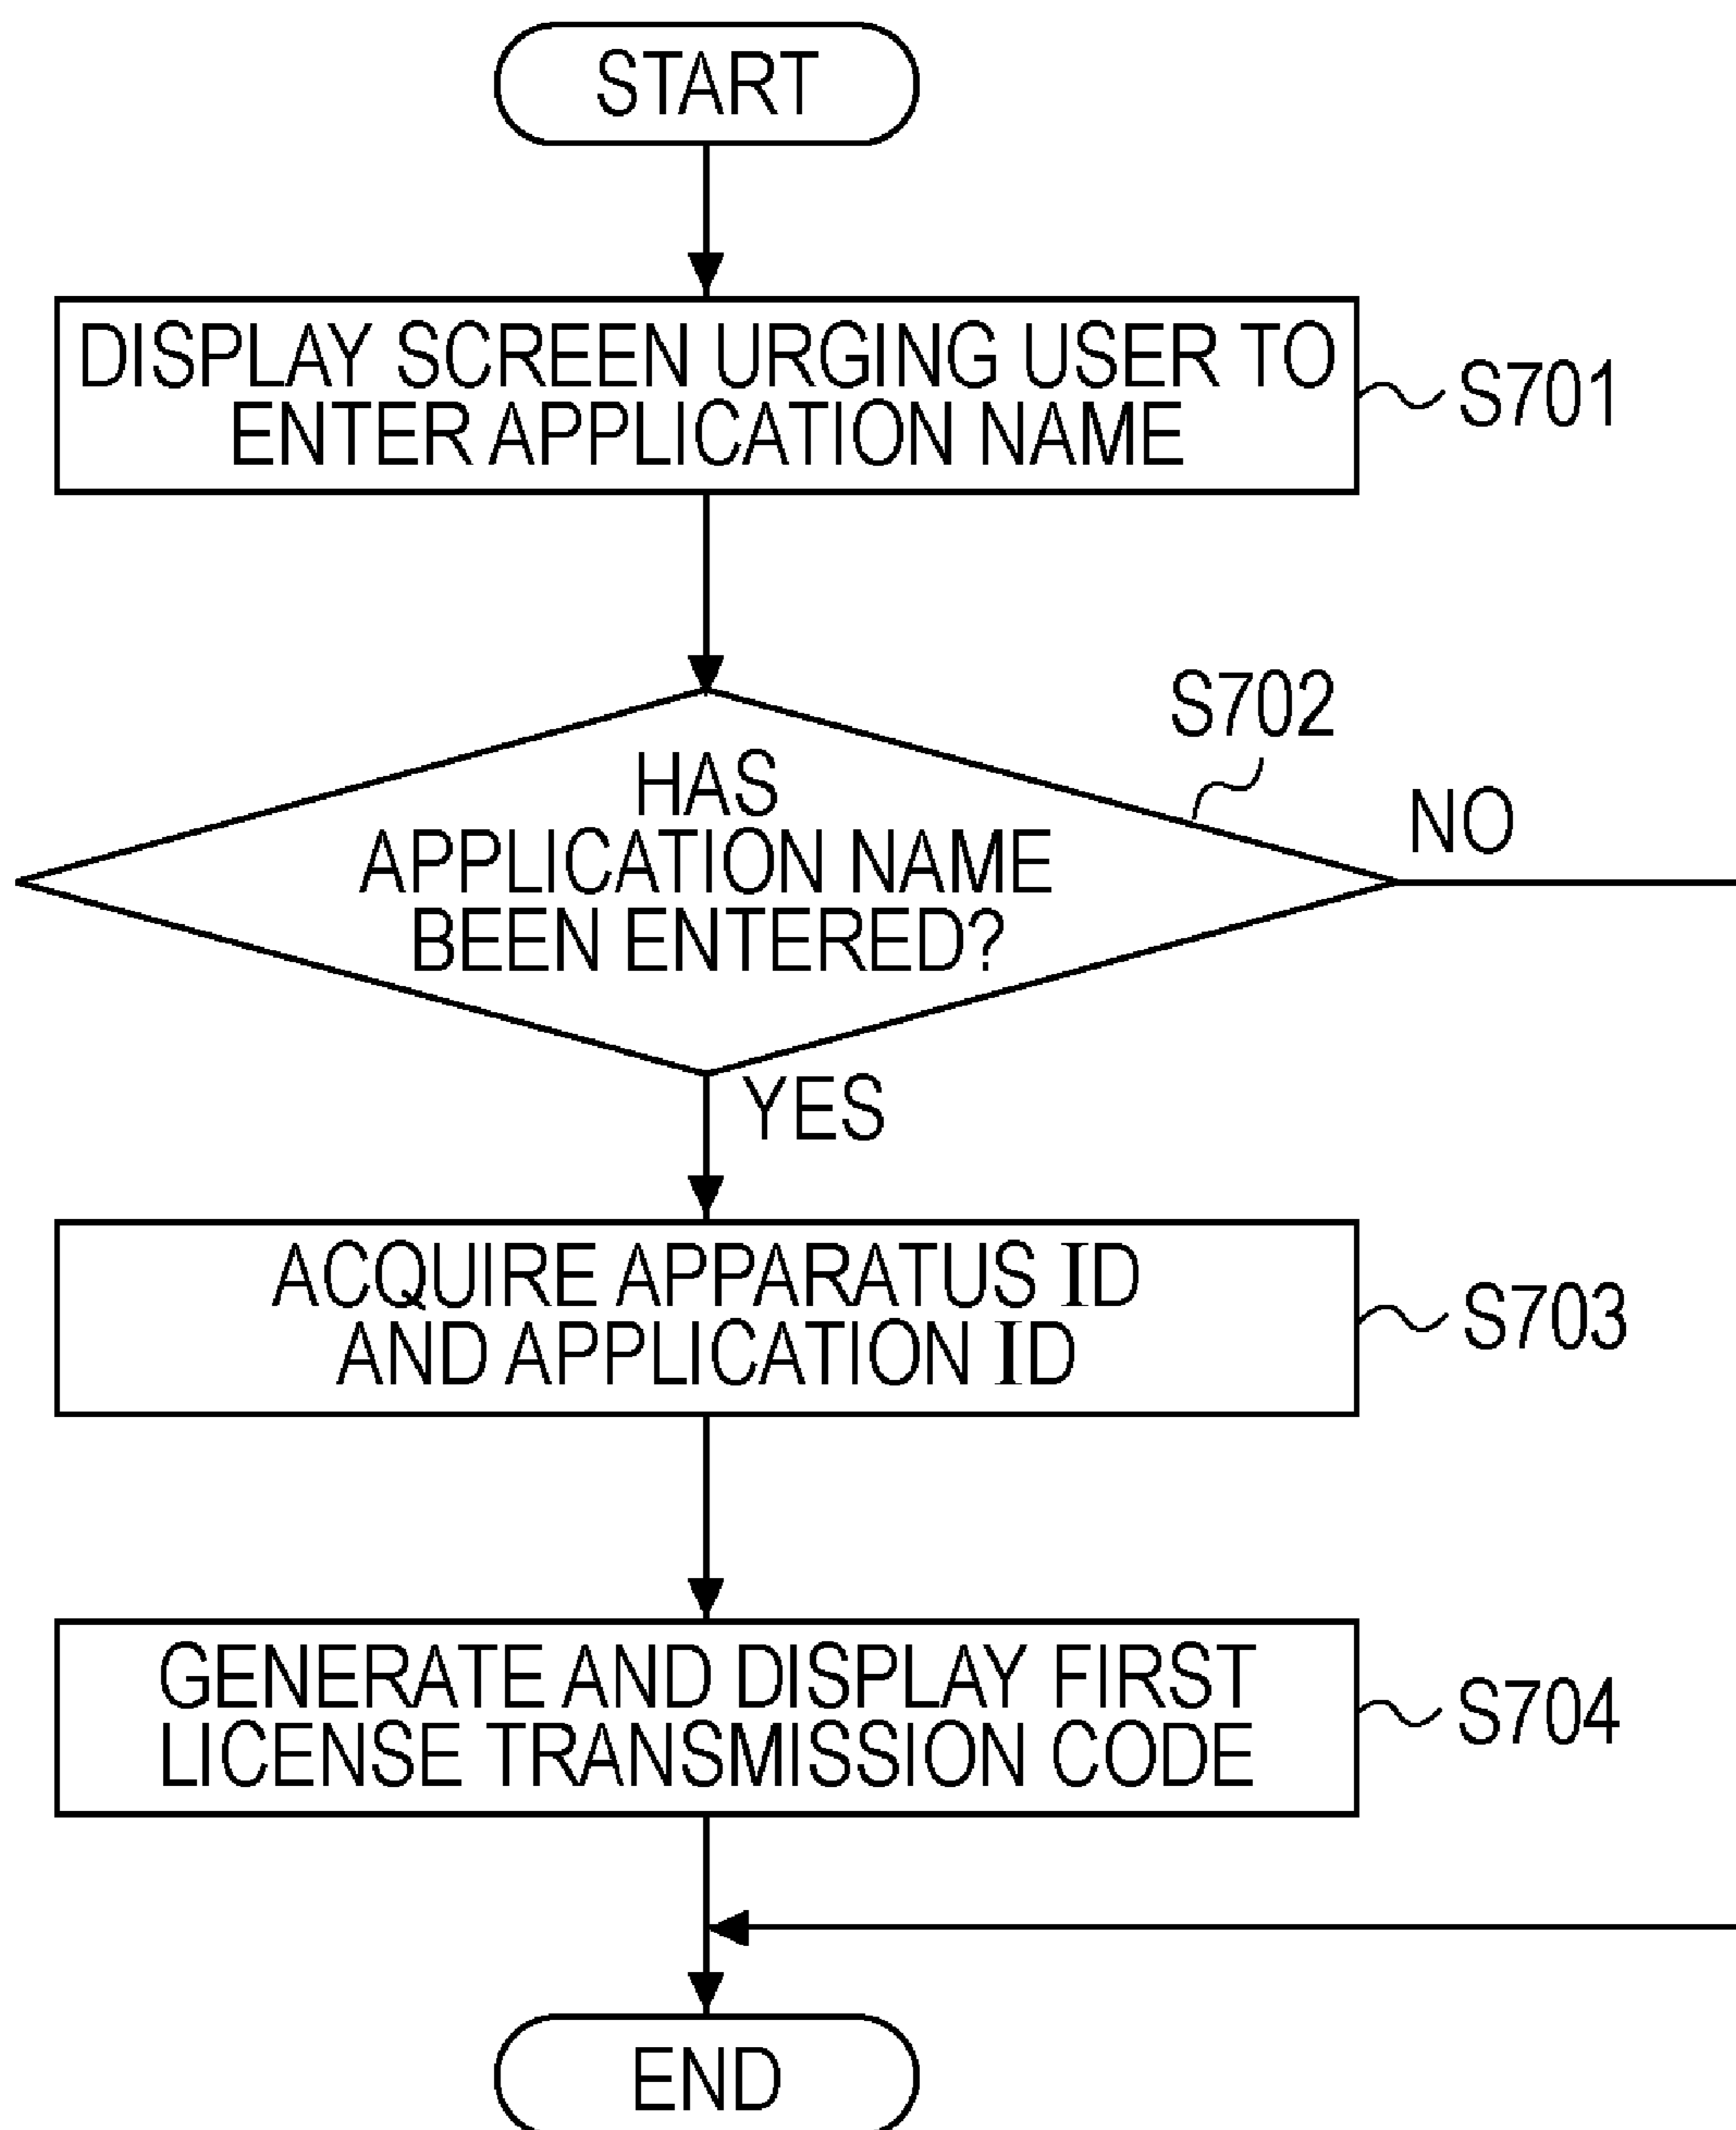 START
DISPLAY SCREEN URGING USER TO
ENTER APPLICATION NAME
S701
S702
HAS
APPLICATION NAME
BEEN ENTERED?
NO
YES
ACQUIRE APPARATUS ID
AND APPLICATION ID
S703
GENERATE AND DISPLAY FIRST
LICENSE TRANSMISSION CODE
S704
END